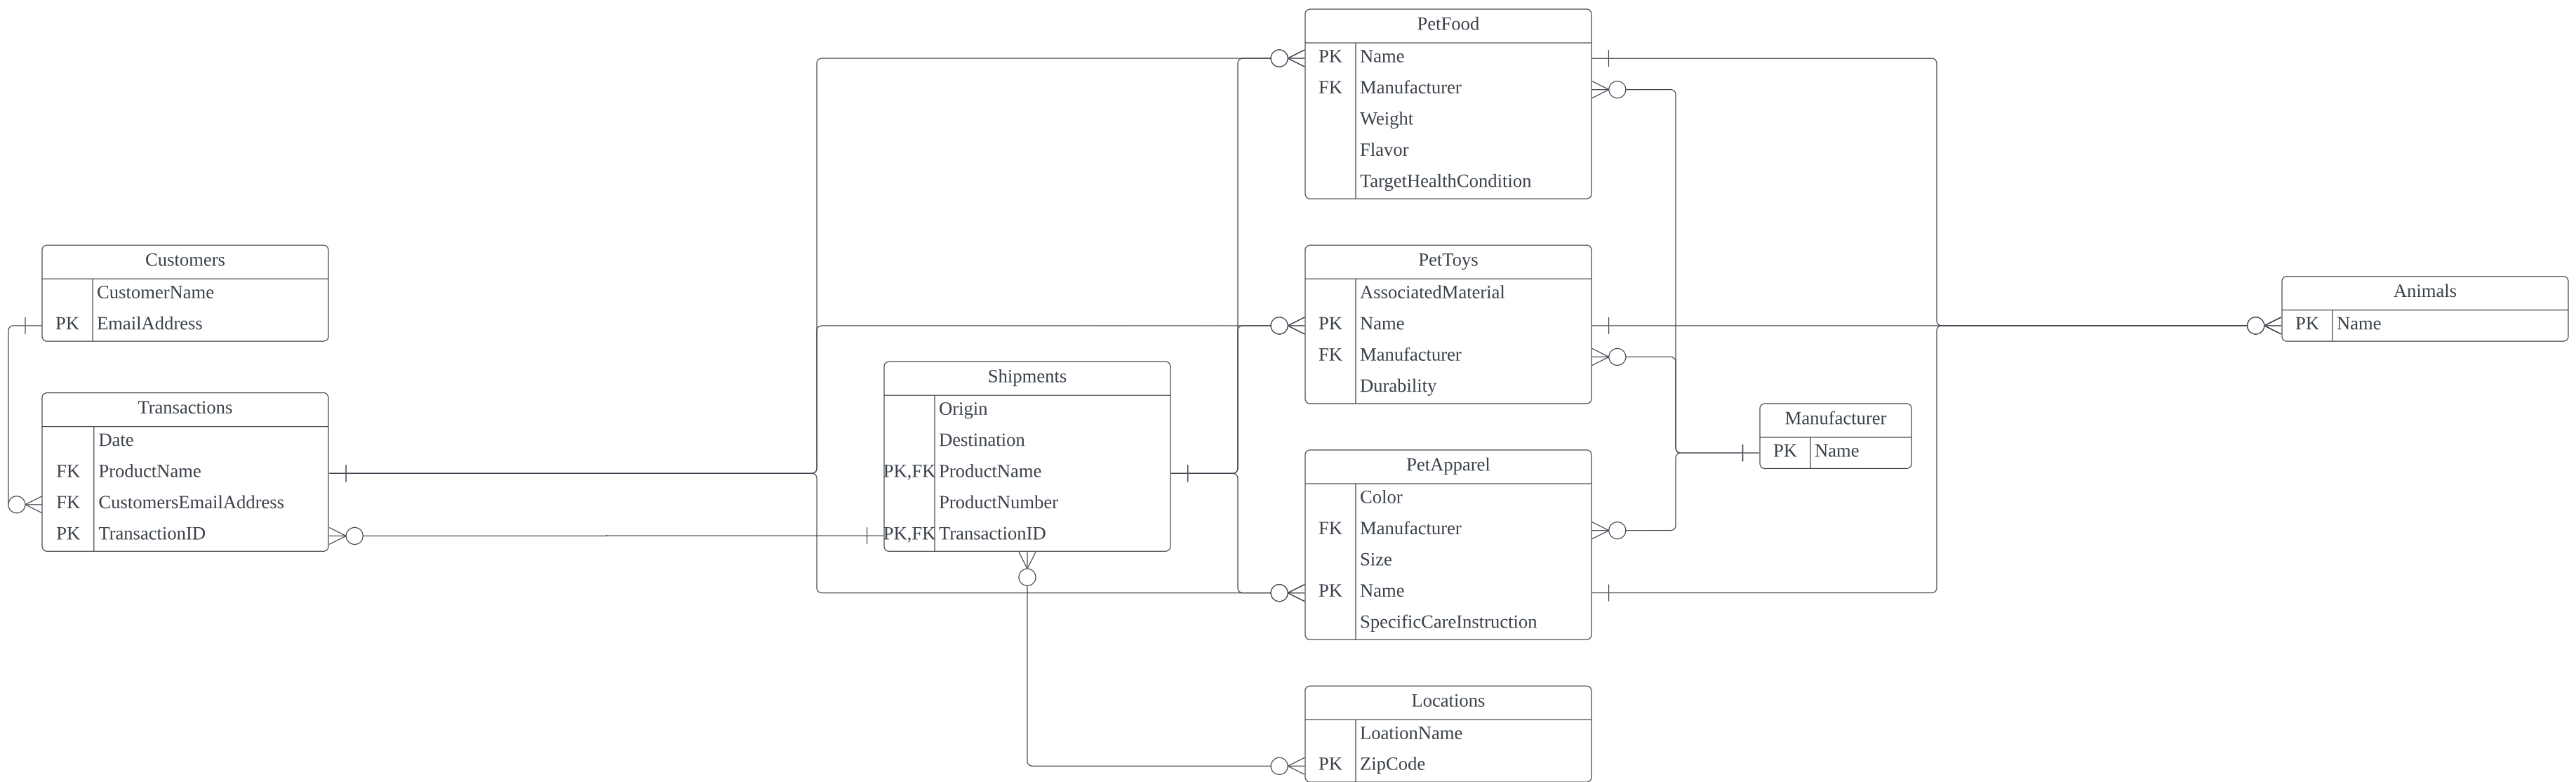 PetFood
PK Name
FK Manufacturer
Weight
Flavor
TargetHealthCondition
Customers
CustomerName
PK EmailAddress
Transactions
Date
FK ProductName
FK CustomersEmailAddress
PK TransactionID
Shipments
Origin
Destination
PK,FK ProductName
ProductNumber
PK,FK TransactionID
PetToys
AssociatedMaterial
PK Name
FK Manufacturer
Durability
PetApparel
Color
FK Manufacturer
Size
PK Name
SpecificCareInstruction
Locations
LoationName
PK ZipCode
Manufacturer
PK Name
Animals
PK Name